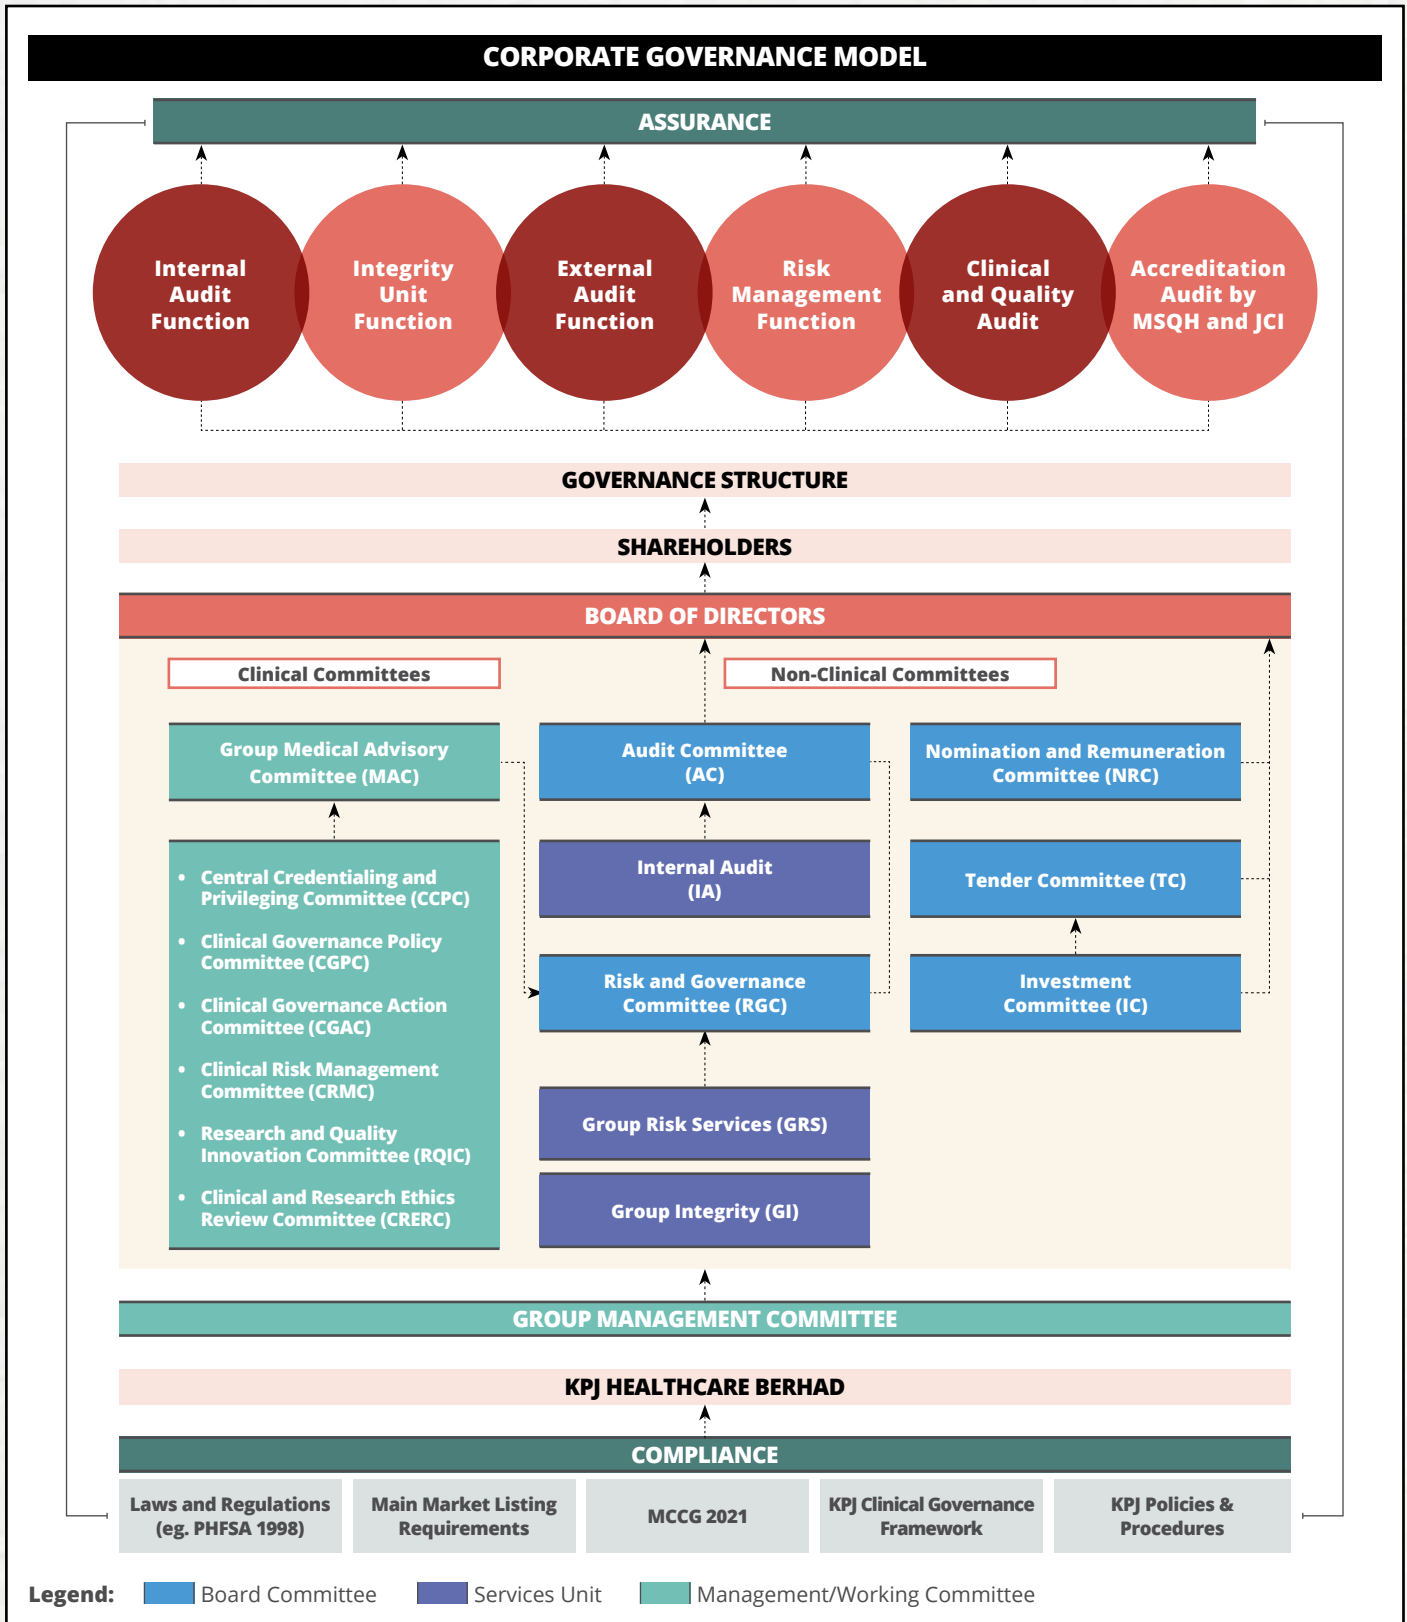 CORPORATE GOVERNANCE MODEL
ASSURANCE
Internal
Audit
Function
Integrity
Unit
Function
External
Audit
Function
Risk
Management
Function
Clinical
and Quality
Audit
Accreditation
Audit by
MSQH and JCI
GOVERNANCE STRUCTURE
SHAREHOLDERS
BOARD OF DIRECTORS
Clinical Committees
Non-Clinical Committees
Group Medical Advisory
Committee (MAC)
• Central Credentialing and
Privileging Committee (CCPC)
• Clinical Governance Policy
Committee (CGPC)
• Clinical Governance Action
Committee (CGAC)
• Clinical Risk Management
Committee (CRMC)
• Research and Quality
Innovation Committee (RQIC)
• Clinical and Research Ethics
Review Committee (CRERC)
Audit Committee
(AC)
Internal Audit
(IA)
Risk and Governance
Committee (RGC)
Group Risk Services (GRS)
Group Integrity (GI)
Nomination and Remuneration
Committee (NRC)
Tender Committee (TC)
Investment
Committee (IC)
GROUP MANAGEMENT COMMITTEE
KPJ HEALTHCARE BERHAD
COMPLIANCE
Laws and Regulations
(eg. PHFSA 1998)
Main Market Listing
Requirements
MCCG 2021
KPJ Clinical Governance
Framework
KPJ Policies &
Procedures
Legend: Board Committee Services Unit Management/Working Committee